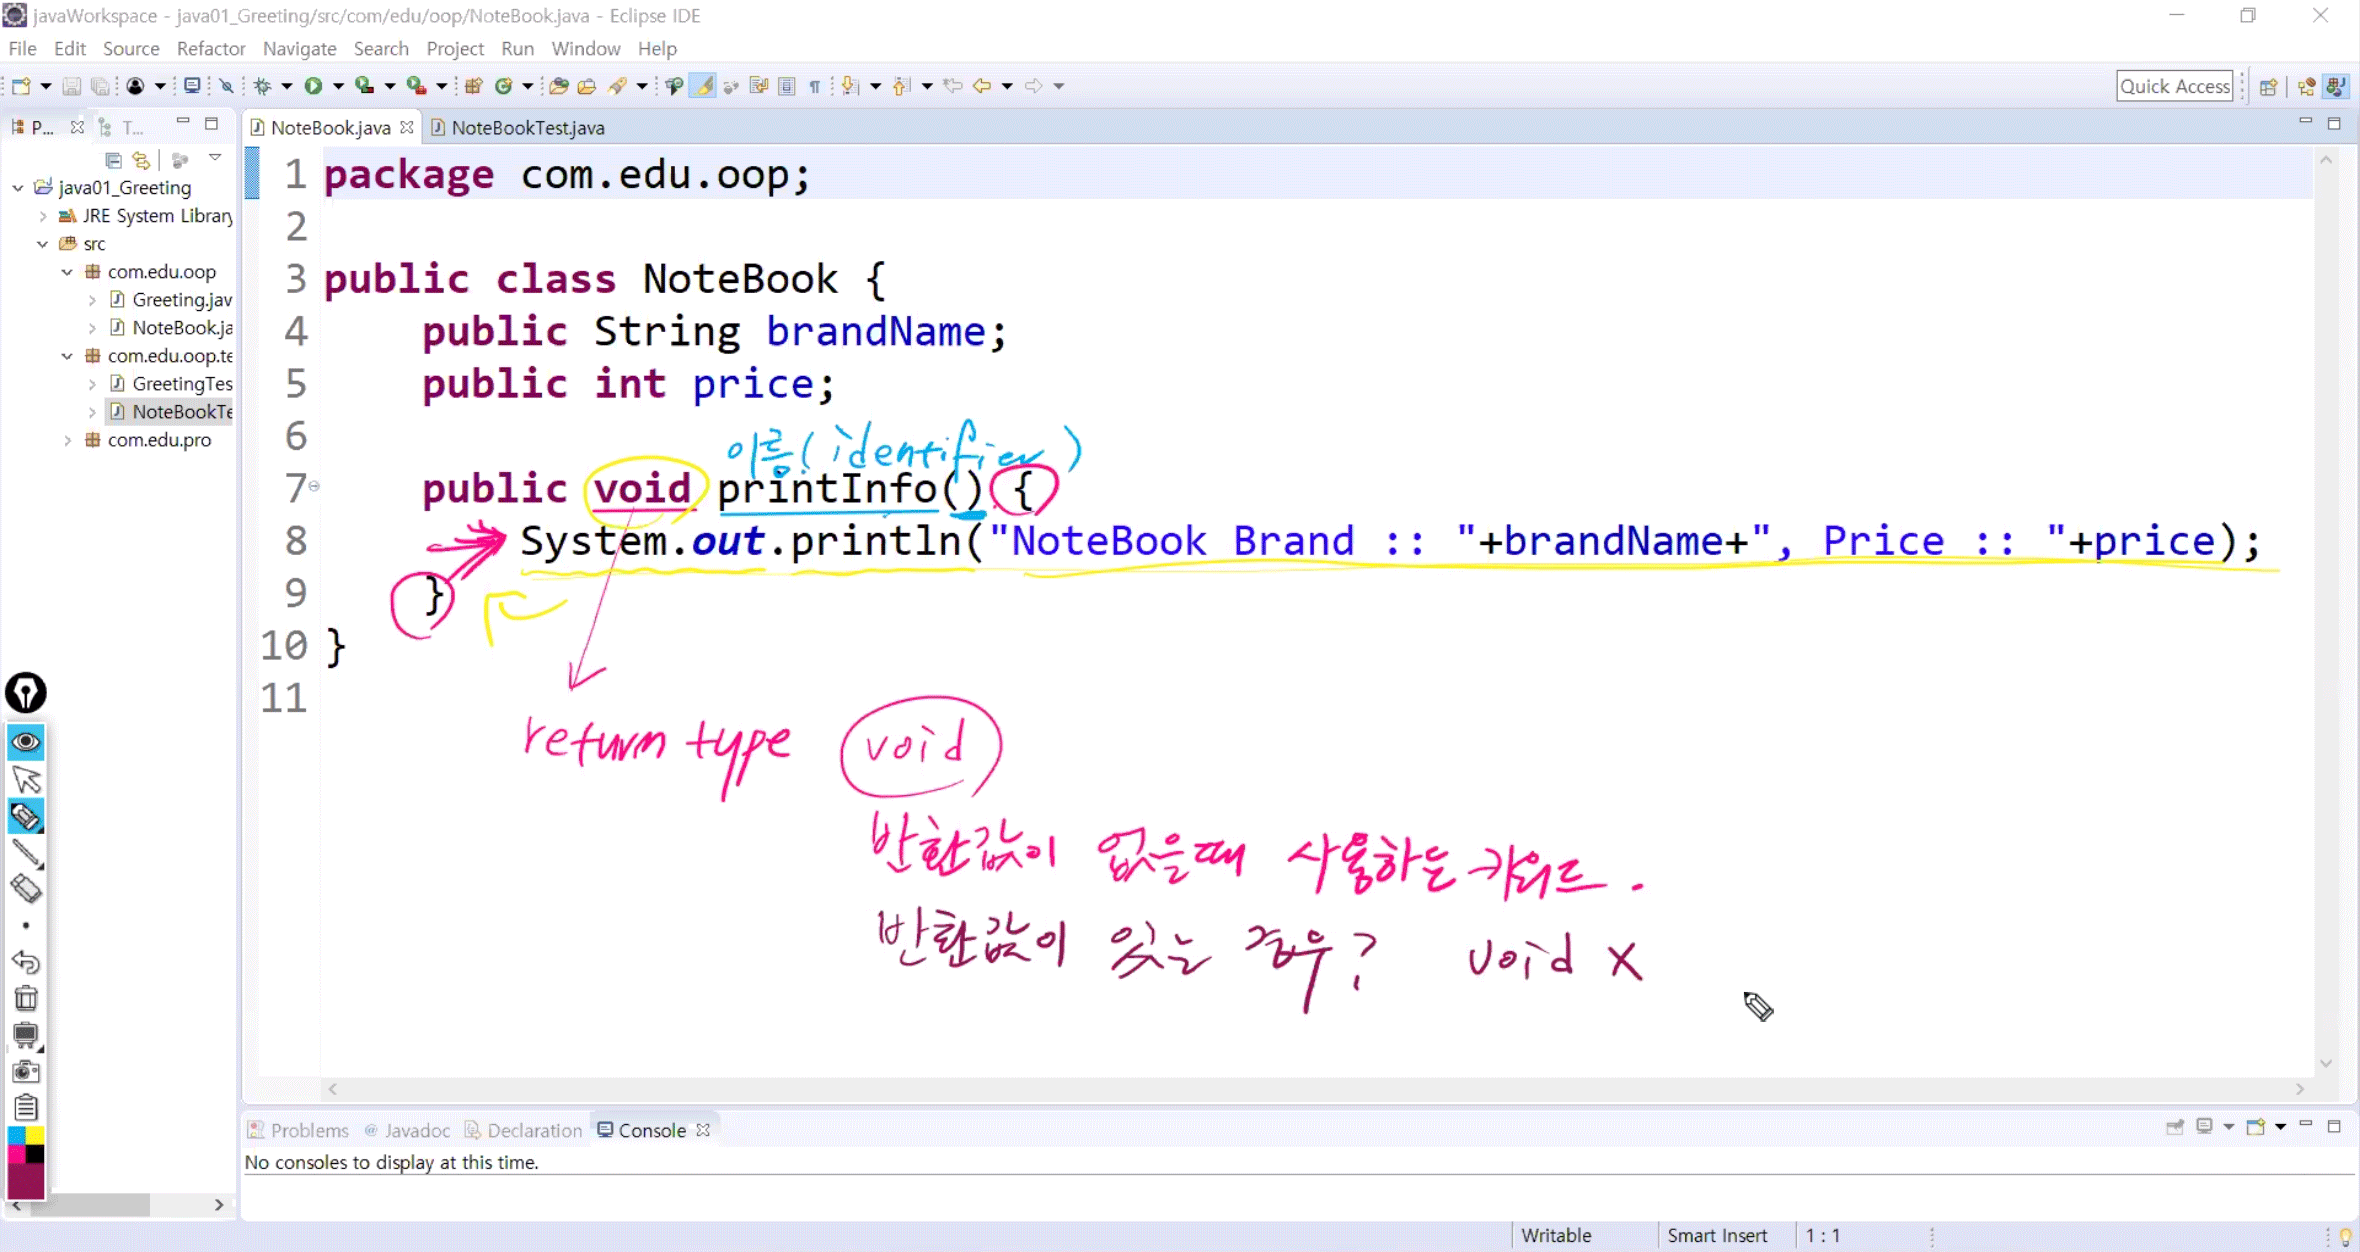 javaWorkspace - java01_Greeting/src/com/edu/oop/NoteBook.java - Eclipse IDE
File Edit Source Refactor Navigate Search Project Run Window Help
Quick Access
P... T...
NoteBook.java NoteBookTest.java
java01_Greeting
JRE System Library
src
com.edu.oop
Greeting.jav
NoteBook.ja
com.edu.oop.te
GreetingTes
NoteBookTe
com.edu.pro
1 package com.edu.oop;
2
3 public class NoteBook {
4 public String brandName;
5 public int price;
6
이름(identifier)
7 public void printInfo() {
8 System.out.println("NoteBook Brand :: "+brandName+", Price :: "+price);
9 }
10 }
11
return type void
반환값이 없을때 사용하는 키워드.
반환값이 있는 경우? void X
Problems @ Javadoc Declaration Console
No consoles to display at this time.
Writable Smart Insert 1 : 1